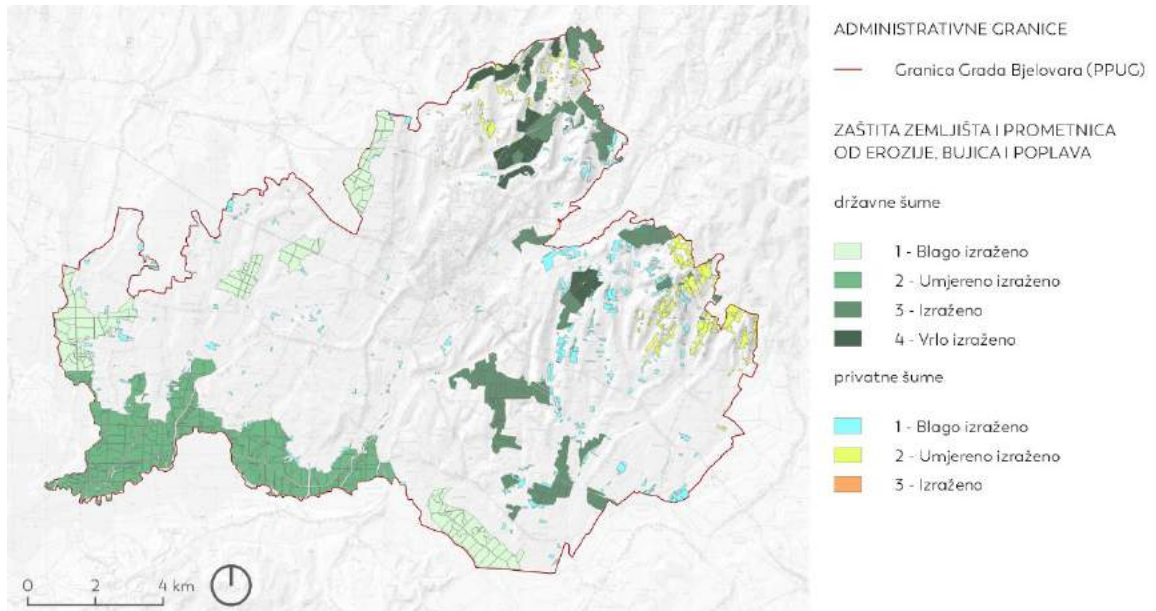 ADMINISTRATIVNE GRANICE
Granica Grada Bjelovara (PPUG)
ZAŠTITA ZEMLJIŠTA I PROMETNICA
OD EROZIJE, BUJICA I POPLAVA
državne šume
1 - Blago izraženo
2 - Umjereno izraženo
3 - Izraženo
4 - Vrlo izraženo
privatne šume
1 - Blago izraženo
2 - Umjereno izraženo
3 - Izraženo
0 2 4 km